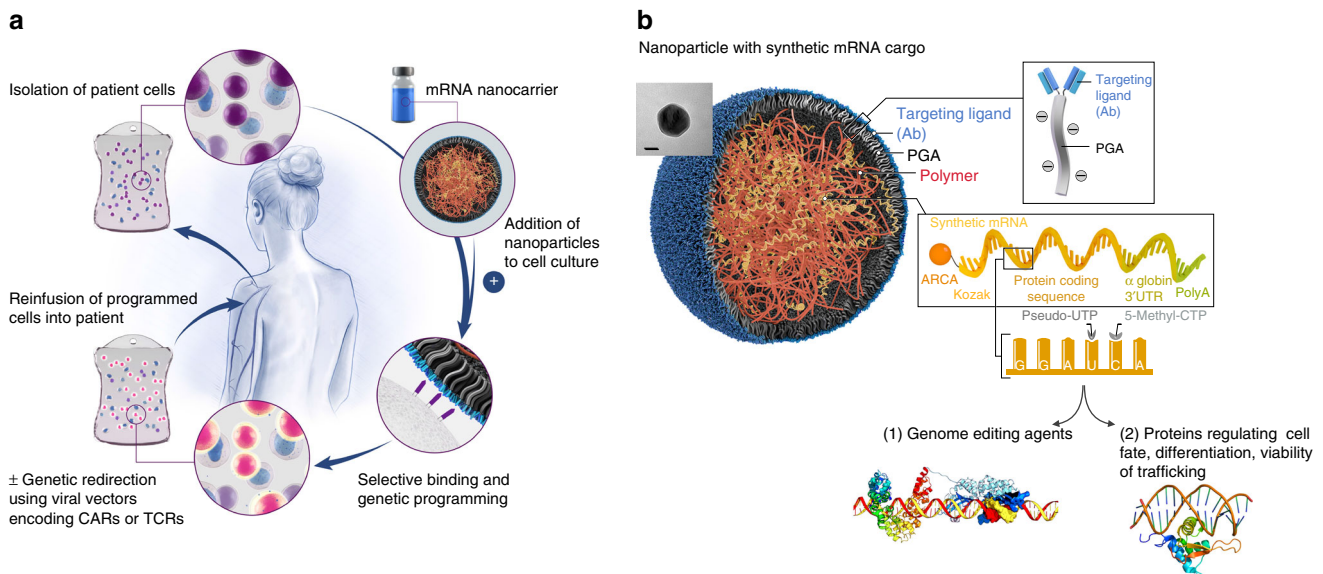 a
Isolation of patient cells
mRNA nanocarrier
Addition of
nanoparticles
to cell culture
+
Reinfusion of programmed
cells into patient
± Genetic redirection
using viral vectors
encoding CARs or TCRs
Selective binding and
genetic programming
b
Nanoparticle with synthetic mRNA cargo
Targeting ligand
(Ab)
PGA
Polymer
Targeting
ligand
(Ab)
PGA
Synthetic mRNA
ARCA
Kozak
Protein coding
sequence
α globin
3′UTR
PolyA
Pseudo-UTP
5-Methyl-CTP
G G A U C A
(1) Genome editing agents
(2) Proteins regulating cell
fate, differentiation, viability
of trafficking